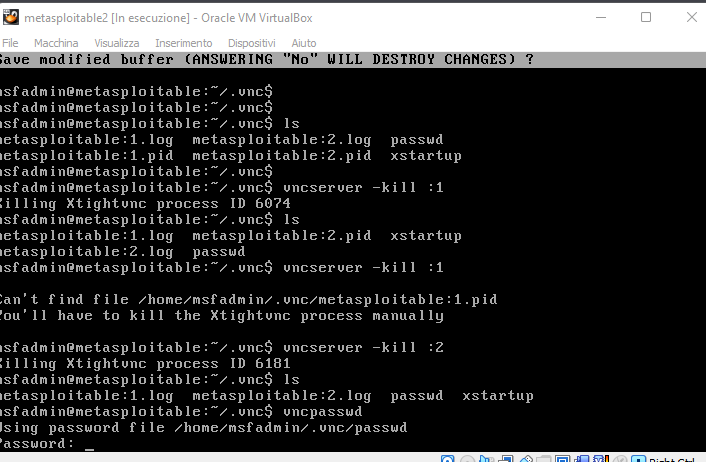 metasploitable2 [In esecuzione] - Oracle VM VirtualBox
File Macchina Visualizza Inserimento Dispositivi Aiuto
Save modified buffer (ANSWERING "No" WILL DESTROY CHANGES) ?
msfadmin@metasploitable:~/.vnc$
msfadmin@metasploitable:~/.vnc$
msfadmin@metasploitable:~/.vnc$ ls
metasploitable:1.log metasploitable:2.log passwd
metasploitable:1.pid metasploitable:2.pid xstartup
msfadmin@metasploitable:~/.vnc$
msfadmin@metasploitable:~/.vnc$ vncserver -kill :1
Killing Xtightvnc process ID 6074
msfadmin@metasploitable:~/.vnc$ ls
metasploitable:1.log metasploitable:2.pid xstartup
metasploitable:2.log passwd
msfadmin@metasploitable:~/.vnc$ vncserver -kill :1
Can't find file /home/msfadmin/.vnc/metasploitable:1.pid
You'll have to kill the Xtightvnc process manually
msfadmin@metasploitable:~/.vnc$ vncserver -kill :2
Killing Xtightvnc process ID 6181
msfadmin@metasploitable:~/.vnc$ ls
metasploitable:1.log metasploitable:2.log passwd xstartup
msfadmin@metasploitable:~/.vnc$ vncpasswd
Using password file /home/msfadmin/.vnc/passwd
Password: _
Right Ctrl